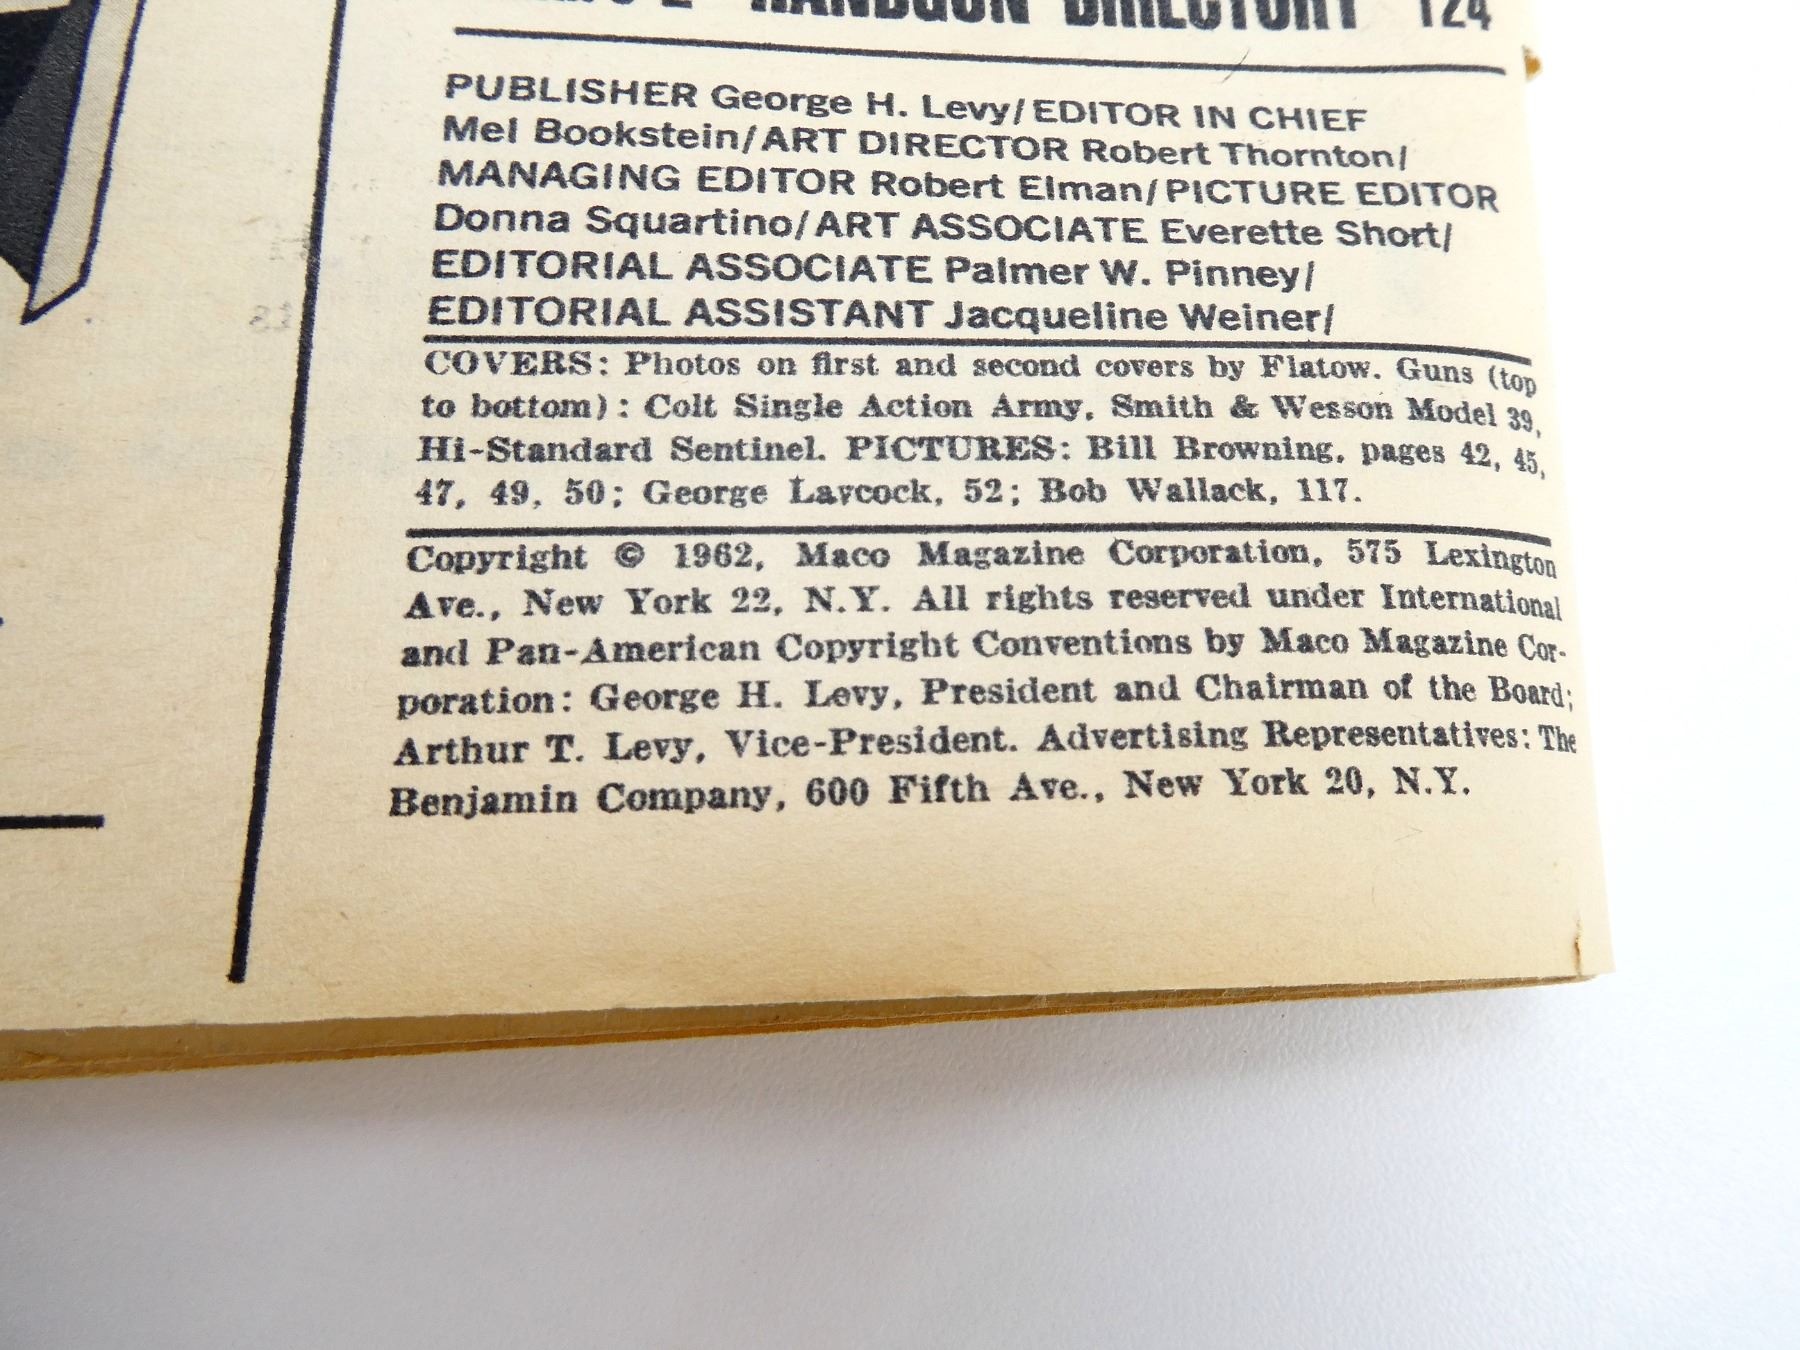 HANDGUN DIRECTORY 124
PUBLISHER George H. Levy/EDITOR IN CHIEF
Mel Bookstein/ART DIRECTOR Robert Thornton/
MANAGING EDITOR Robert Elman/PICTURE EDITOR
Donna Squartino/ART ASSOCIATE Everette Short/
EDITORIAL ASSOCIATE Palmer W. Pinney/
EDITORIAL ASSISTANT Jacqueline Weiner/
COVERS: Photos on first and second covers by Flatow. Guns (top
to bottom): Colt Single Action Army, Smith & Wesson Model 39,
Hi-Standard Sentinel. PICTURES: Bill Browning, pages 42, 45,
47, 49, 50; George Laycock, 52; Bob Wallack, 117.
Copyright © 1962, Maco Magazine Corporation, 575 Lexington
Ave., New York 22, N.Y. All rights reserved under International
and Pan-American Copyright Conventions by Maco Magazine Cor-
poration: George H. Levy, President and Chairman of the Board;
Arthur T. Levy, Vice-President. Advertising Representatives: The
Benjamin Company, 600 Fifth Ave., New York 20, N.Y.